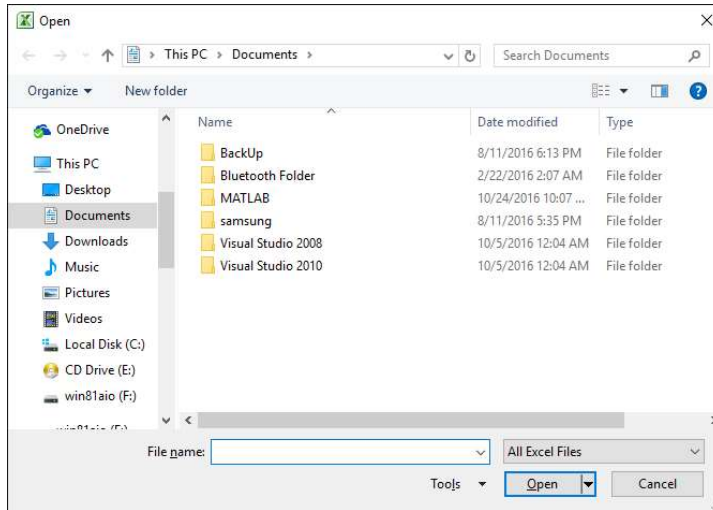 Open
This PC > Documents >
Search Documents
Organize
New folder
OneDrive
This PC
Desktop
Documents
Downloads
Music
Pictures
Videos
Local Disk (C:)
CD Drive (E:)
win81aio (F:)
Name Date modified Type
BackUp 8/11/2016 6:13 PM File folder
Bluetooth Folder 2/22/2016 2:07 AM File folder
MATLAB 10/24/2016 10:07 ... File folder
samsung 8/11/2016 5:35 PM File folder
Visual Studio 2008 10/5/2016 12:04 AM File folder
Visual Studio 2010 10/5/2016 12:04 AM File folder
File name:
All Excel Files
Tools
Open
Cancel